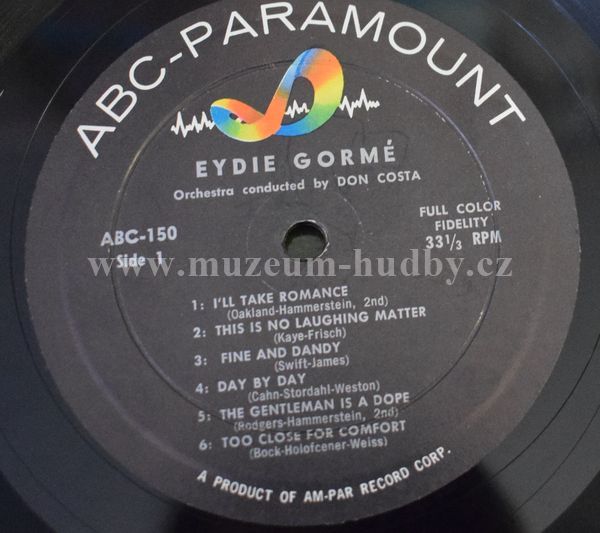 ABC-PARAMOUNT
EYDIE GORMÉ
Orchestra conducted by DON COSTA
ABC-150
Side 1
FULL COLOR
FIDELITY
33 1/3 RPM
www.muzeum-hudby.cz
1: I'LL TAKE ROMANCE
(Oakland-Hammerstein, 2nd)
2: THIS IS NO LAUGHING MATTER
(Kaye-Frisch)
3: FINE AND DANDY
(Swift-James)
4: DAY BY DAY
(Cahn-Stordahl-Weston)
5: THE GENTLEMAN IS A DOPE
(Rodgers-Hammerstein, 2nd)
6: TOO CLOSE FOR COMFORT
(Bock-Holofcener-Weiss)
A PRODUCT OF AM-PAR RECORD CORP.